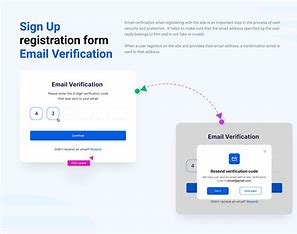 Sign Up
registration form
Email Verification
Email verification when registering with the site is an important step in the process of user
security and protection. It helps to make sure that the email address specified by the user
really belongs to him and is not fake or invalid.
When a user registers on the site and provides their email address, a confirmation email is
sent to that address.
Email Verification
Please enter the 6-digit verification code
that was sent to your email
4 3
Continue
Didn't receive an email? Resend
Email Verification
4
Resend verification code
Didn't receive an email? Resend